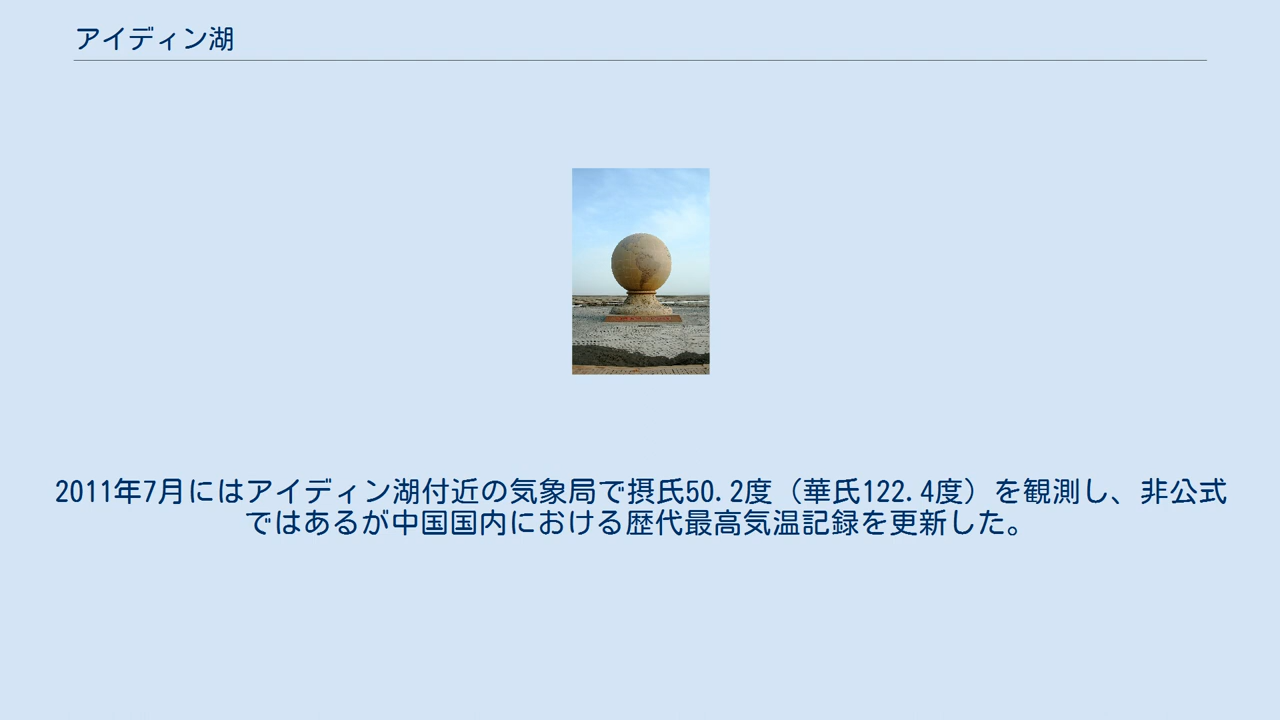 アイディン湖
2011年7月にはアイディン湖付近の気象局で摂氏50.2度（華氏122.4度）を観測し、非公式
ではあるが中国国内における歴代最高気温記録を更新した。